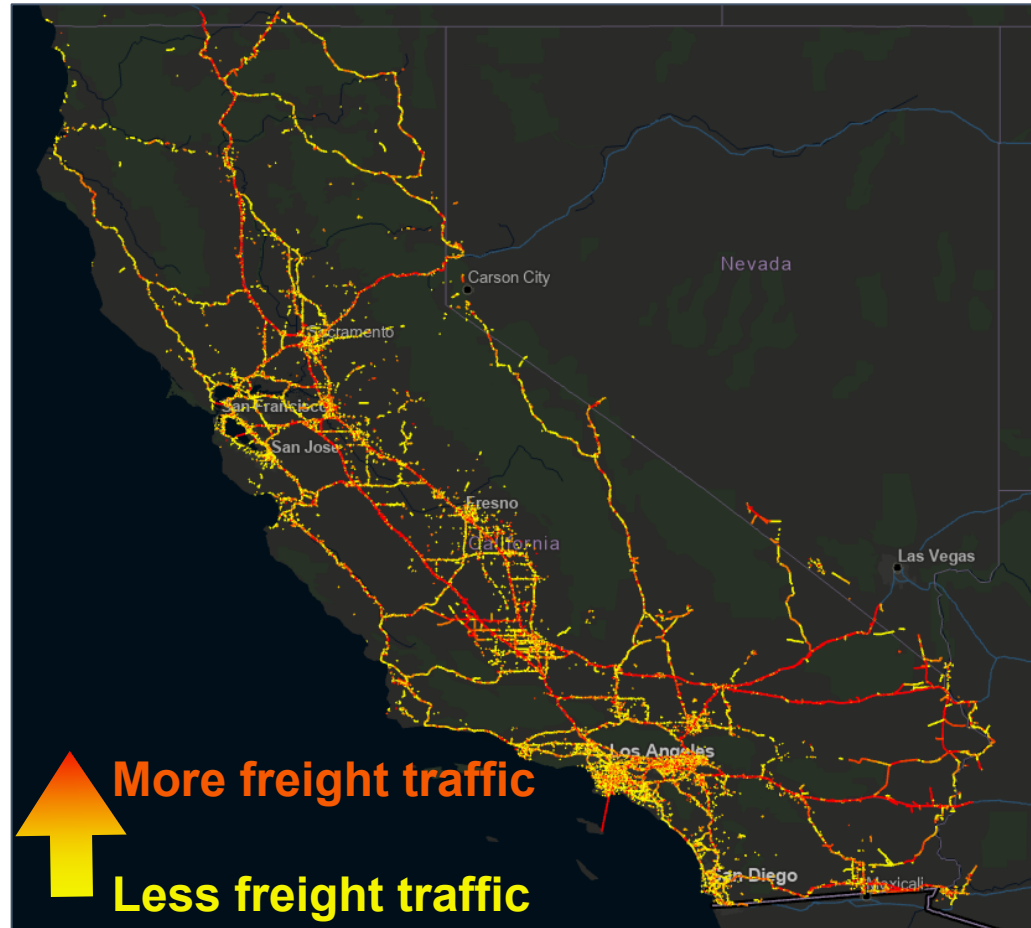 Nevada
Carson City
Sacramento
San Francisco
San Jose
Fresno
California
Las Vegas
Los Angeles
More freight traffic
San Diego
Mexicali
Less freight traffic